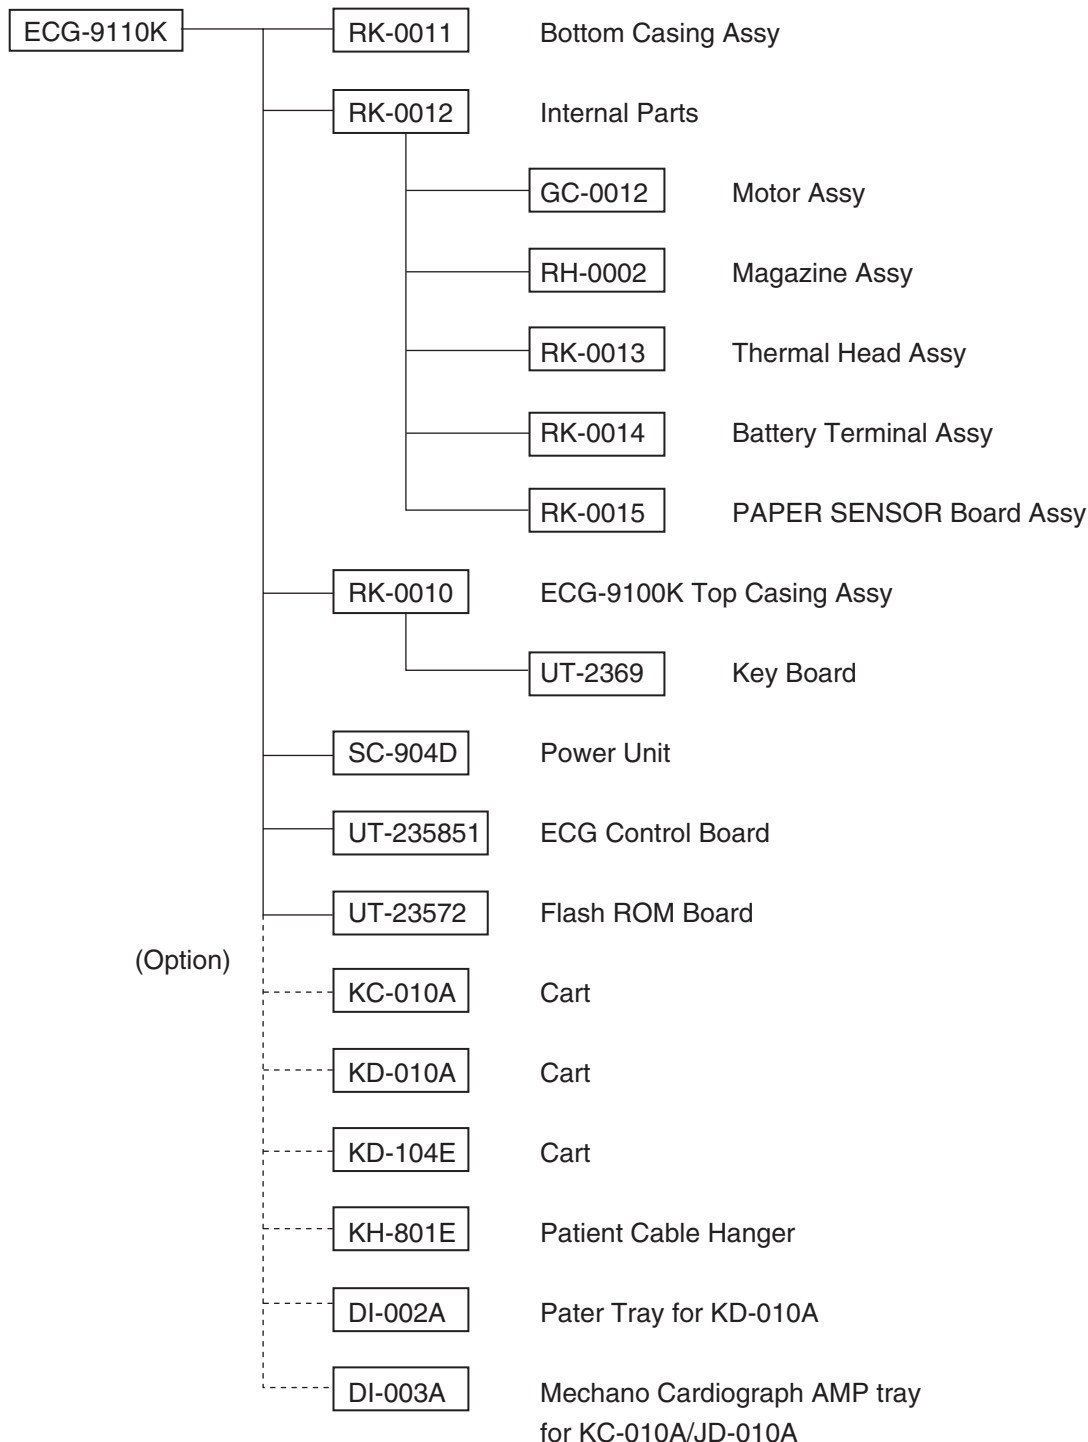 ECG-9110K RK-0011 Bottom Casing Assy
RK-0012 Internal Parts
GC-0012 Motor Assy
RH-0002 Magazine Assy
RK-0013 Thermal Head Assy
RK-0014 Battery Terminal Assy
RK-0015 PAPER SENSOR Board Assy
RK-0010 ECG-9100K Top Casing Assy
UT-2369 Key Board
SC-904D Power Unit
UT-235851 ECG Control Board
UT-23572 Flash ROM Board
(Option)
KC-010A Cart
KD-010A Cart
KD-104E Cart
KH-801E Patient Cable Hanger
DI-002A Pater Tray for KD-010A
DI-003A Mechano Cardiograph AMP tray
for KC-010A/JD-010A